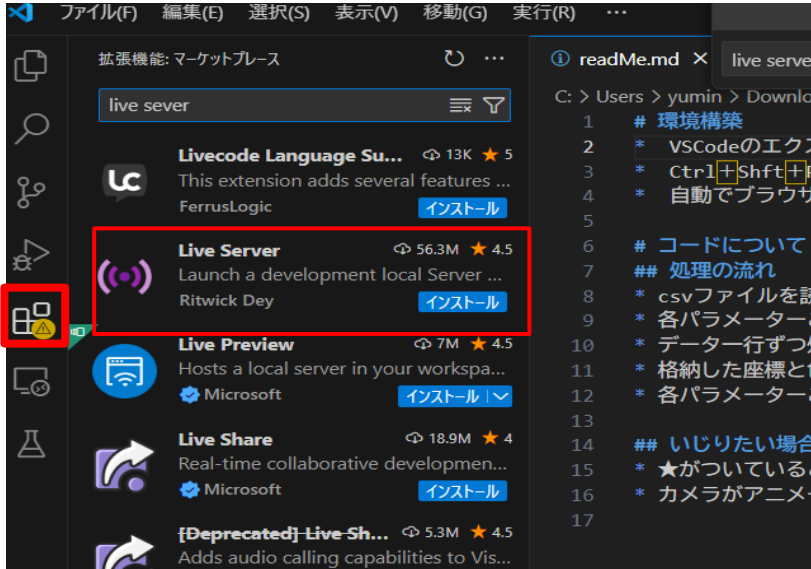 ファイル(F) 編集(E) 選択(S) 表示(V) 移動(G) 実行(R) …
拡張機能: マーケットプレース
live sever
Livecode Language Su... 13K ★ 5
This extension adds several features ...
FerrusLogic インストール
Live Server 56.3M ★ 4.5
Launch a development local Server ...
Ritwick Dey インストール
Live Preview 7M ★ 4.5
Hosts a local server in your workspa...
Microsoft インストール
Live Share 18.9M ★ 4
Real-time collaborative developmen...
Microsoft インストール
[Deprecated] Live Sh... 5.3M ★ 4.5
Adds audio calling capabilities to Vis...
readMe.md ×
live serve
C: > Users > yumin > Downlo
1 # 環境構築
2 * VSCodeのエクス
3 * Ctrl+Shft+
4 * 自動でブラウサ
5
6 # コードについて
7 ## 処理の流れ
8 * csvファイルを読
9 * 各パラメーター
10 * データー行ずつ
11 * 格納した座標と
12 * 各パラメーター
13
14 ## いじりたい場合
15 * ★がついている
16 * カメラがアニメ
17